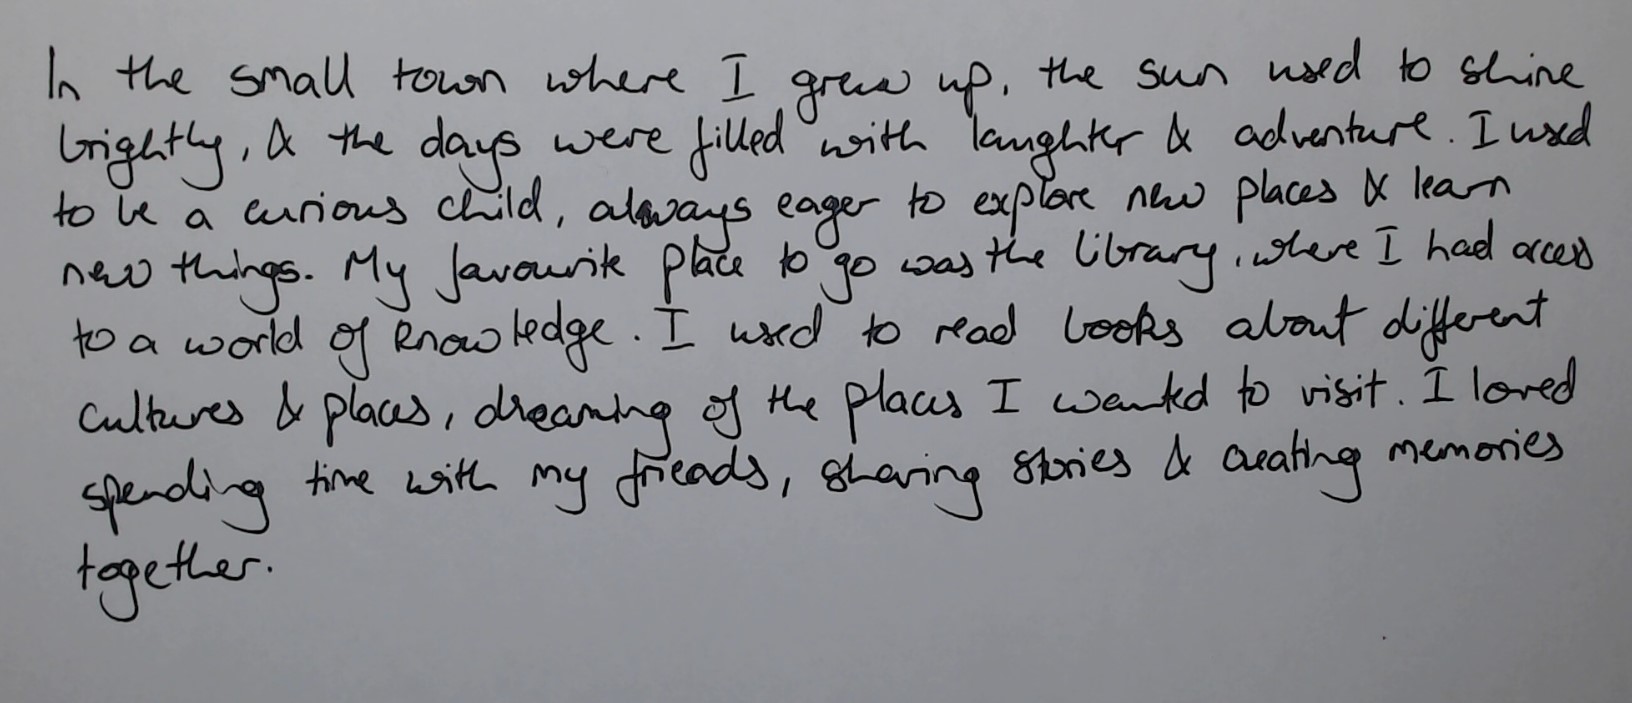 In the small town where I grew up, the sun used to shine
brightly, & the days were filled with laughter & adventure. I used
to be a curious child, always eager to explore new places & learn
new things. My favourite place to go was the library, where I had access
to a world of knowledge. I used to read books about different
cultures & places, dreaming of the places I wanted to visit. I loved
spending time with my friends, sharing stories & creating memories
together.